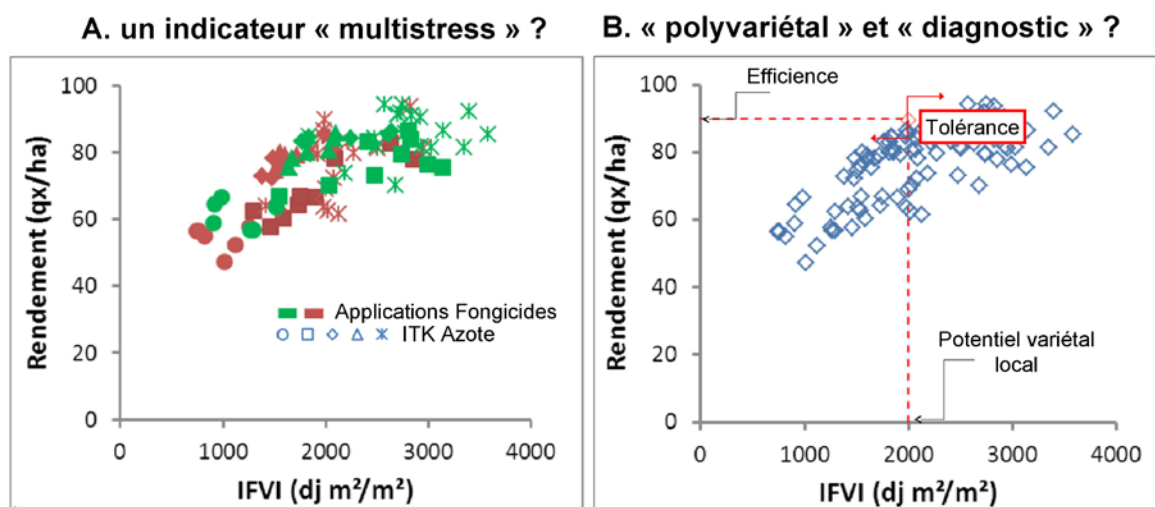 A. un indicateur « multistress » ?
Rendement (qx/ha)
100
80
60
40
20
0
Applications Fongicides
ITK Azote
0 1000 2000 3000 4000
IFVI (dj m²/m²)
B. « polyvariétal » et « diagnostic » ?
Rendement (qx/ha)
100
80
60
40
20
0
Efficience
Tolérance
Potentiel variétal
local
0 1000 2000 3000 4000
IFVI (dj m²/m²)